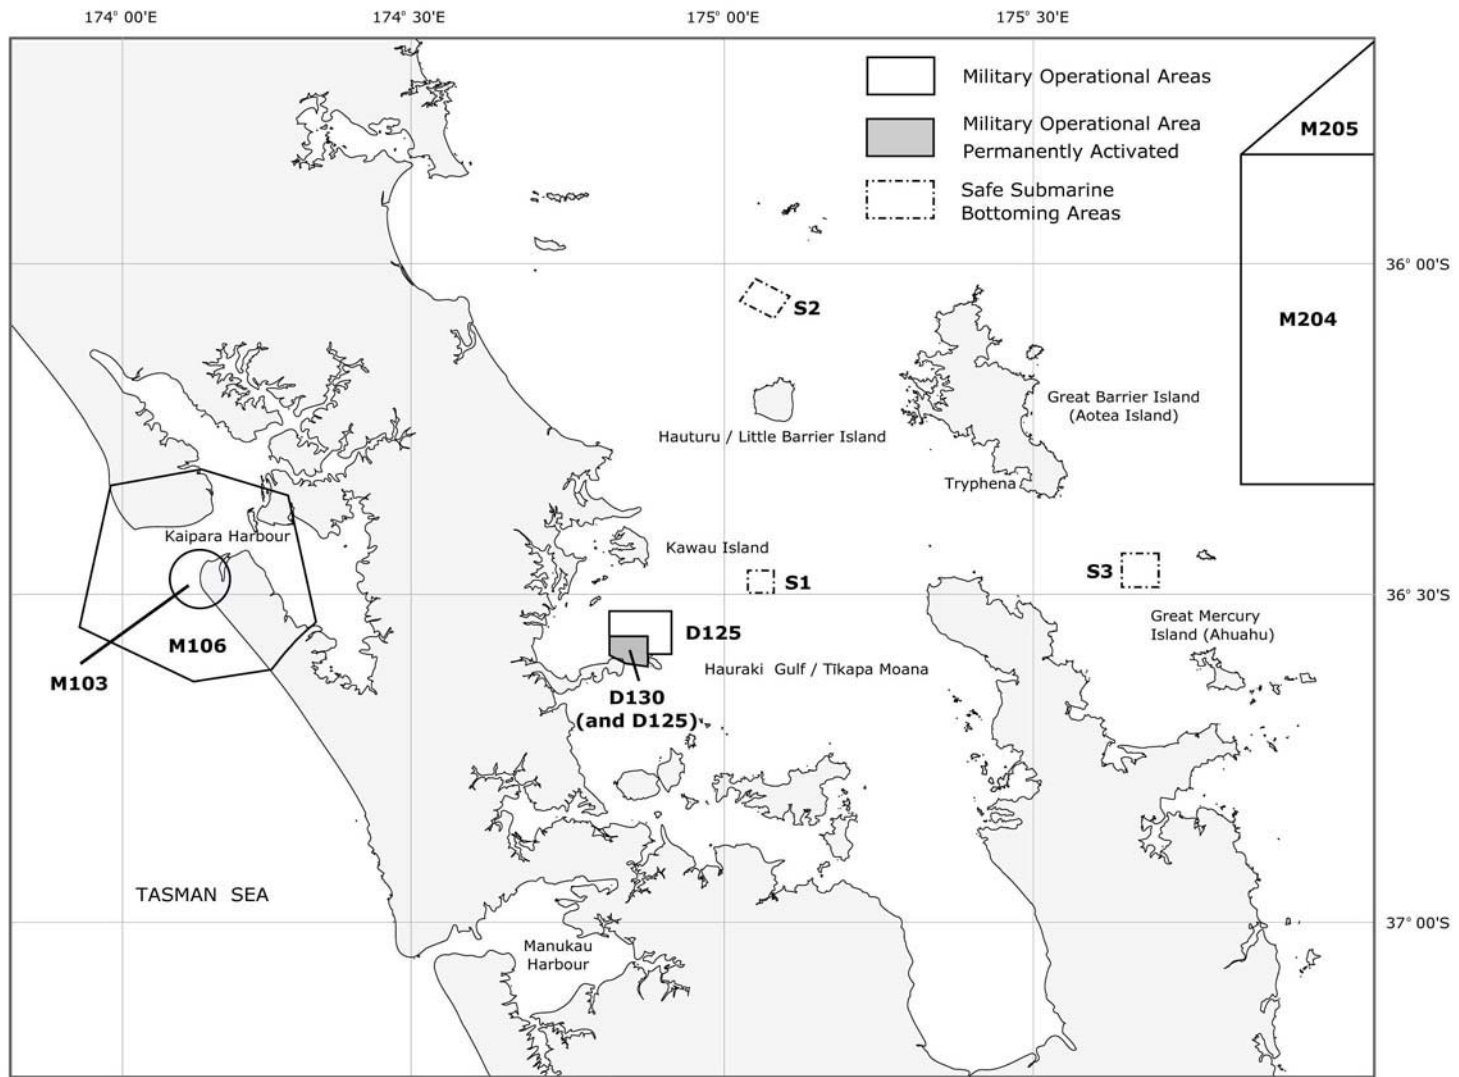 174° 00'E
174° 30'E
175° 00'E
175° 30'E
Military Operational Areas
Military Operational Area
Permanently Activated
Safe Submarine
Bottoming Areas
M205
36° 00'S
M204
S2
Great Barrier Island
(Aotea Island)
Hauturu / Little Barrier Island
Tryphena
Kaipara Harbour
Kawau Island
S1
S3
36° 30'S
Great Mercury
Island (Ahuahu)
M106
D125
Hauraki Gulf / Tīkapa Moana
M103
D130
(and D125)
TASMAN SEA
37° 00'S
Manukau
Harbour